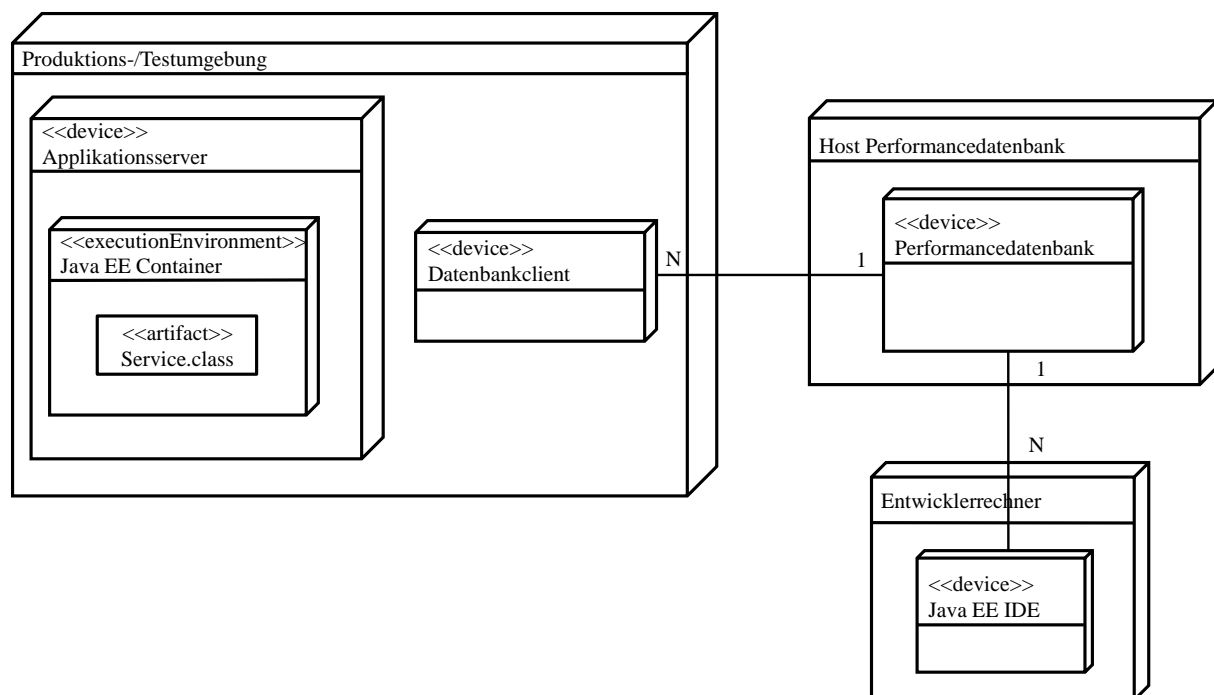 Produktions-/Testumgebung
<<device>>
Applikationsserver
<<executionEnvironment>>
Java EE Container
<<artifact>>
Service.class
<<device>>
Datenbankclient
N
1
Host Performancedatenbank
<<device>>
Performancedatenbank
1
N
Entwicklerrechner
<<device>>
Java EE IDE